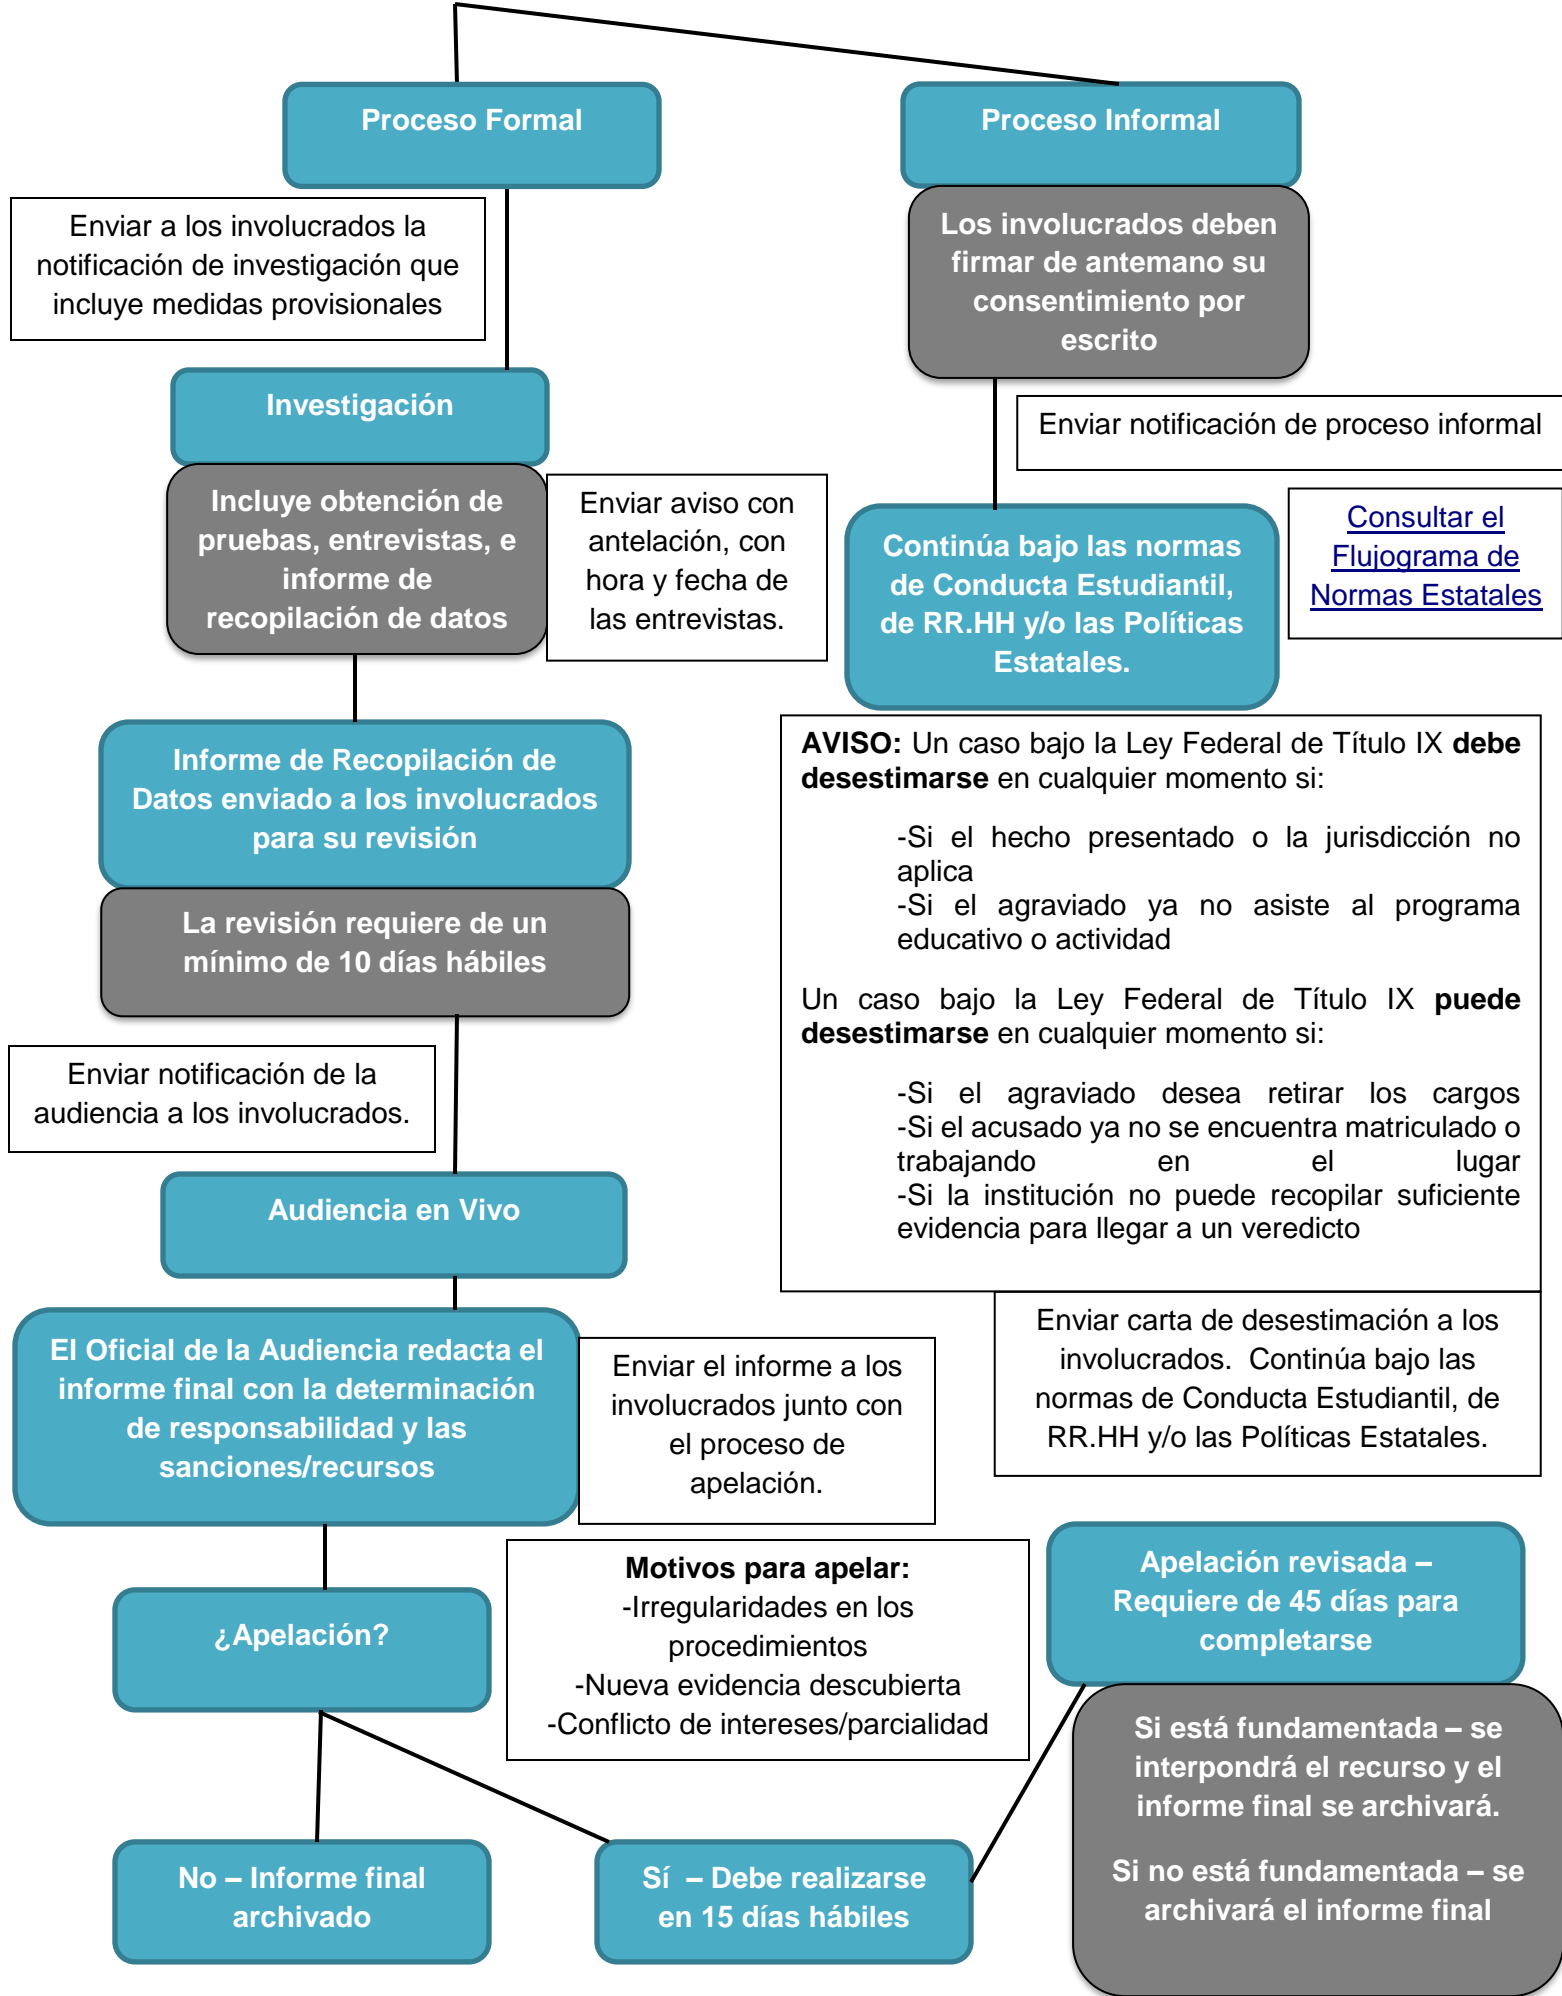 Proceso Formal
Proceso Informal
Enviar a los involucrados la
notificación de investigación que
incluye medidas provisionales
Los involucrados deben
firmar de antemano su
consentimiento por
escrito
Investigación
Incluye obtención de
pruebas, entrevistas, e
informe de
recopilación de datos
Enviar aviso con
antelación, con
hora y fecha de
las entrevistas.
Enviar notificación de proceso informal
Continúa bajo las normas
de Conducta Estudiantil,
de RR.HH y/o las Políticas
Estatales.
Consultar el
Flujograma de
Normas Estatales
Informe de Recopilación de
Datos enviado a los involucrados
para su revisión
La revisión requiere de un
mínimo de 10 días hábiles
AVISO: Un caso bajo la Ley Federal de Título IX debe
desestimarse en cualquier momento si:
-Si el hecho presentado o la jurisdicción no
aplica
-Si el agraviado ya no asiste al programa
educativo o actividad
Un caso bajo la Ley Federal de Título IX puede
desestimarse en cualquier momento si:
-Si el agraviado desea retirar los cargos
-Si el acusado ya no se encuentra matriculado o
trabajando en el lugar
-Si la institución no puede recopilar suficiente
evidencia para llegar a un veredicto
Enviar notificación de la
audiencia a los involucrados.
Audiencia en Vivo
Enviar carta de desestimación a los
involucrados. Continúa bajo las
normas de Conducta Estudiantil, de
RR.HH y/o las Políticas Estatales.
El Oficial de la Audiencia redacta el
informe final con la determinación
de responsabilidad y las
sanciones/recursos
Enviar el informe a los
involucrados junto con
el proceso de
apelación.
¿Apelación?
Motivos para apelar:
-Irregularidades en los
procedimientos
-Nueva evidencia descubierta
-Conflicto de intereses/parcialidad
Apelación revisada –
Requiere de 45 días para
completarse
Si está fundamentada – se
interpondrá el recurso y el
informe final se archivará.
Si no está fundamentada – se
archivará el informe final
No – Informe final
archivado
Sí – Debe realizarse
en 15 días hábiles